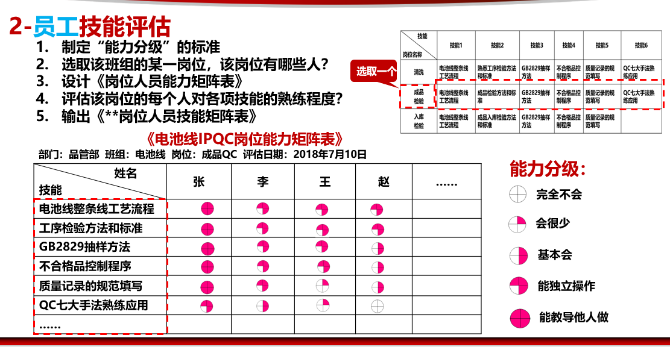 2-员工技能评估
1. 制定“能力分级”的标准
2. 选取该班组的某一岗位，该岗位有哪些人？
3. 设计《岗位人员能力矩阵表》
4. 评估该岗位的每个人对各项技能的熟练程度？
5. 输出《**岗位人员技能矩阵表》
选取一个
技能
岗位名称
技能1 技能2 技能3 技能4 技能5 技能6
清洗 电池线整条线工艺流程 熟悉工序检验方法和标准 GB2829抽样方法 不合格品控制程序 质量记录的规范填写 QC七大手法熟练应用
成品检验 电池线整条线工艺流程 成品检验方法和标准 GB2829抽样方法 不合格品控制程序 质量记录的规范填写 QC七大手法熟练应用
入库检验 电池线整条线工艺流程 成品入库检验方法和标准 GB2829抽样方法 不合格品控制程序 质量记录的规范填写 QC七大手法熟练应用
《电池线IPQC岗位能力矩阵表》
部门：品管部 班组：电池线 岗位：成品QC 评估日期：2018年7月10日
姓名
技能
张 李 王 赵 ……
电池线整条线工艺流程
工序检验方法和标准
GB2829抽样方法
不合格品控制程序
质量记录的规范填写
QC七大手法熟练应用
……
能力分级：
完全不会
会很少
基本会
能独立操作
能教导他人做